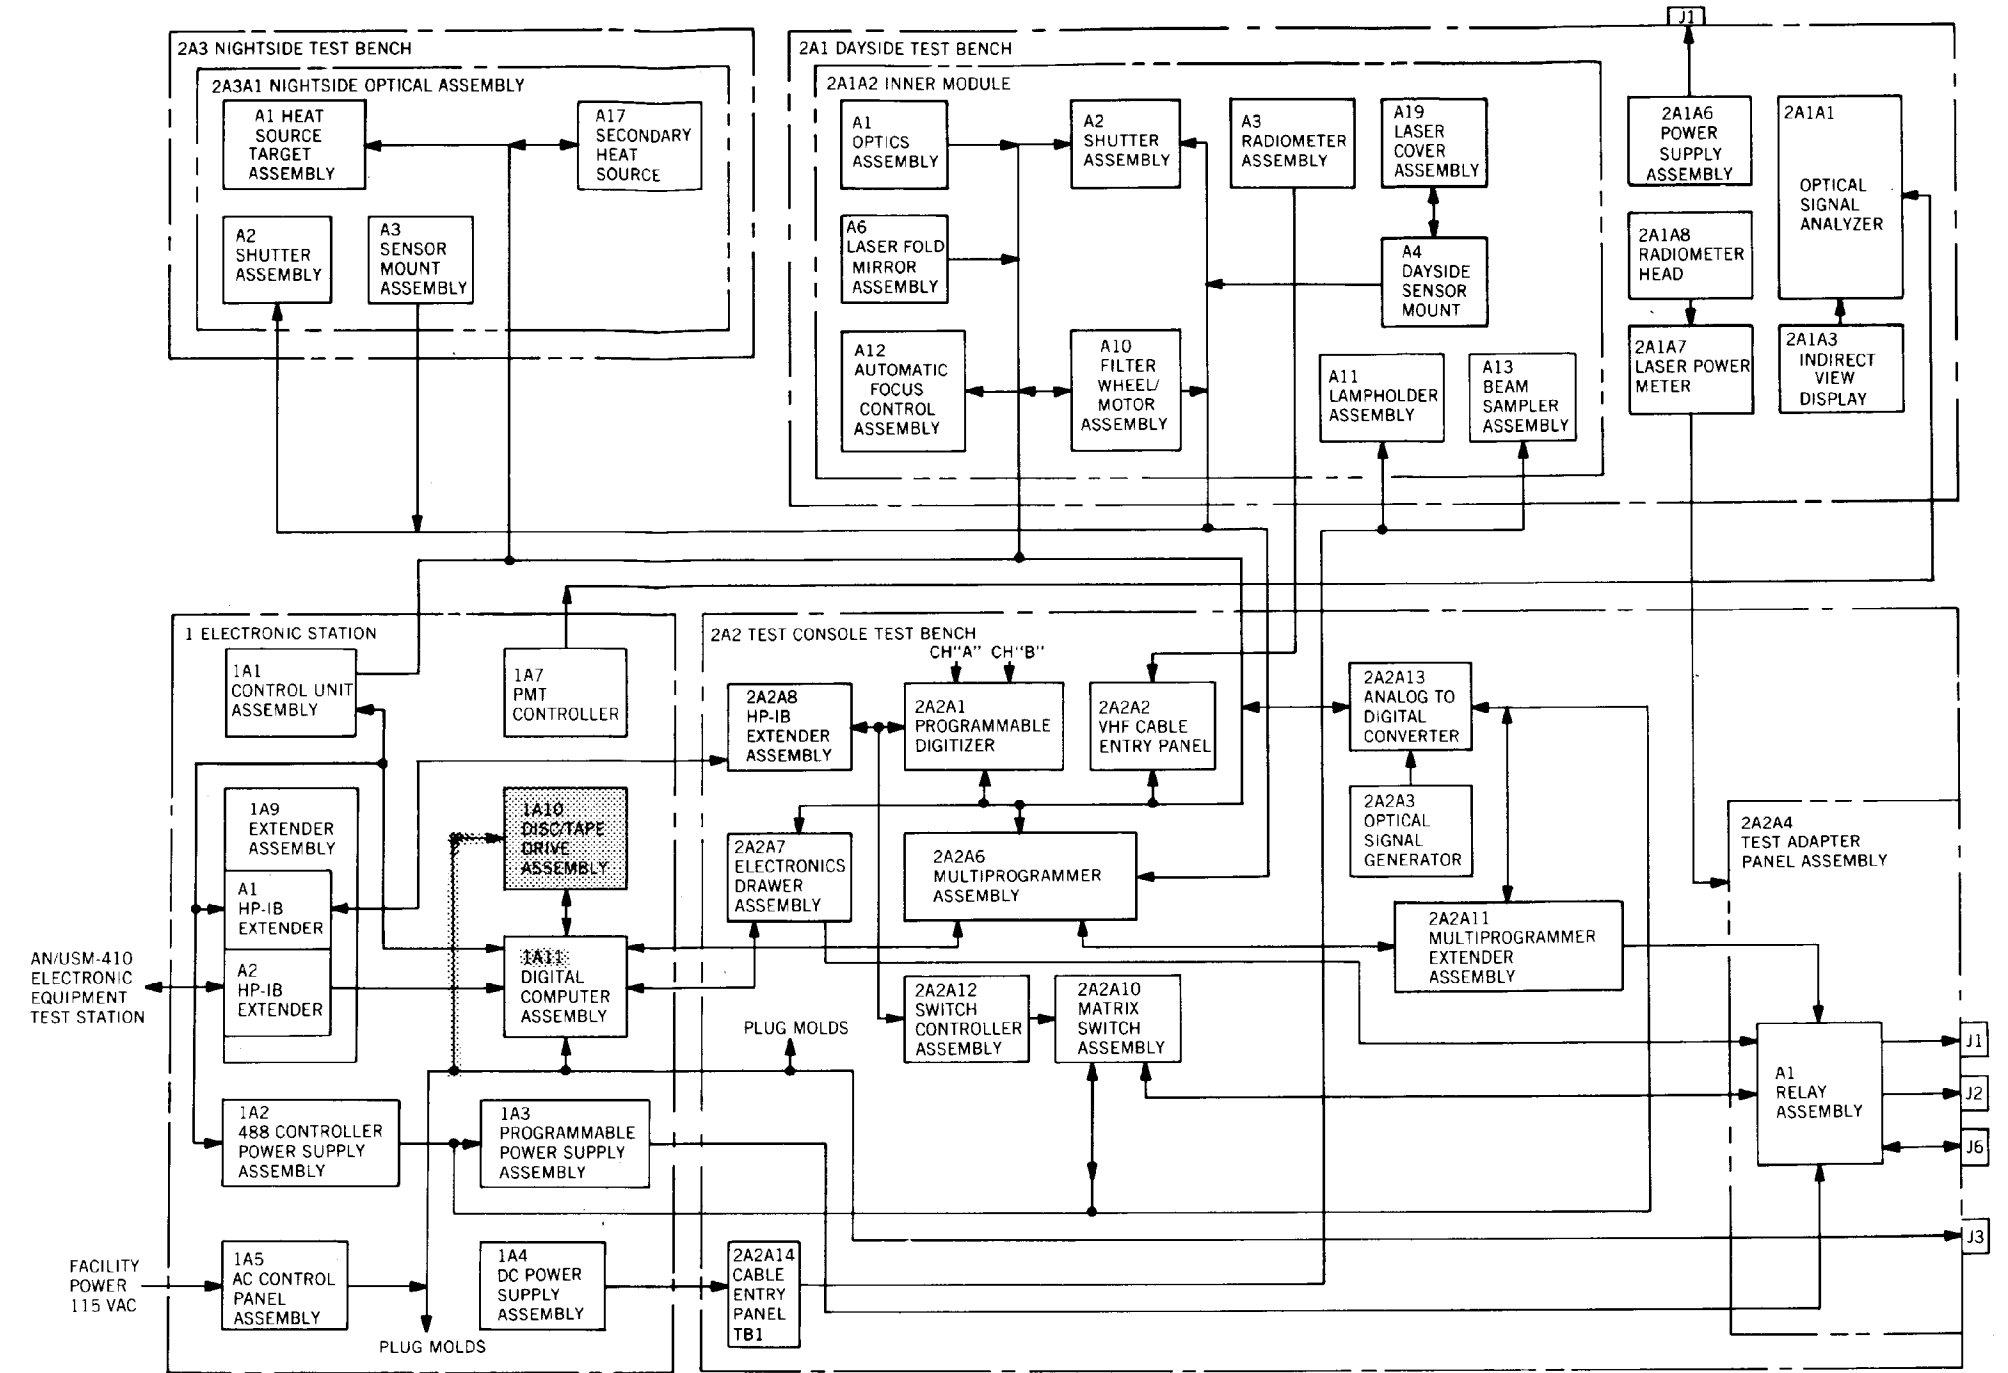 J1
2A3 NIGHTSIDE TEST BENCH
2A3A1 NIGHTSIDE OPTICAL ASSEMBLY
A1 HEAT
SOURCE
TARGET
ASSEMBLY
A17
SECONDARY
HEAT
SOURCE
A2
SHUTTER
ASSEMBLY
A3
SENSOR
MOUNT
ASSEMBLY
2A1 DAYSIDE TEST BENCH
2A1A2 INNER MODULE
A1
OPTICS
ASSEMBLY
A2
SHUTTER
ASSEMBLY
A3
RADIOMETER
ASSEMBLY
A19
LASER
COVER
ASSEMBLY
A6
LASER FOLD
MIRROR
ASSEMBLY
A4
DAYSIDE
SENSOR
MOUNT
A12
AUTOMATIC
FOCUS
CONTROL
ASSEMBLY
A10
FILTER
WHEEL/
MOTOR
ASSEMBLY
A11
LAMPHOLDER
ASSEMBLY
A13
BEAM
SAMPLER
ASSEMBLY
2A1A6
POWER
SUPPLY
ASSEMBLY
2A1A1
OPTICAL
SIGNAL
ANALYZER
2A1A8
RADIOMETER
HEAD
2A1A7
LASER POWER
METER
2A1A3
INDIRECT
VIEW
DISPLAY
1 ELECTRONIC STATION
1A1
CONTROL UNIT
ASSEMBLY
1A7
PMT
CONTROLLER
1A9
EXTENDER
ASSEMBLY
A1
HP-IB
EXTENDER
A2
HP-IB
EXTENDER
1A10
DISC/TAPE
DRIVE
ASSEMBLY
1A11
DIGITAL
COMPUTER
ASSEMBLY
AN/USM-410
ELECTRONIC
EQUIPMENT
TEST STATION
1A2
488 CONTROLLER
POWER SUPPLY
ASSEMBLY
1A3
PROGRAMMABLE
POWER SUPPLY
ASSEMBLY
FACILITY
POWER
115 VAC
1A5
AC CONTROL
PANEL
ASSEMBLY
1A4
DC POWER
SUPPLY
ASSEMBLY
PLUG MOLDS
2A2 TEST CONSOLE TEST BENCH
CH"A" CH"B"
2A2A8
HP-IB
EXTENDER
ASSEMBLY
2A2A1
PROGRAMMABLE
DIGITIZER
2A2A2
VHF CABLE
ENTRY PANEL
2A2A13
ANALOG TO
DIGITAL
CONVERTER
2A2A3
OPTICAL
SIGNAL
GENERATOR
2A2A7
ELECTRONICS
DRAWER
ASSEMBLY
2A2A6
MULTIPROGRAMMER
ASSEMBLY
2A2A11
MULTIPROGRAMMER
EXTENDER
ASSEMBLY
2A2A12
SWITCH
CONTROLLER
ASSEMBLY
2A2A10
MATRIX
SWITCH
ASSEMBLY
PLUG MOLDS
2A2A14
CABLE
ENTRY
PANEL
TB1
2A2A4
TEST ADAPTER
PANEL ASSEMBLY
A1
RELAY
ASSEMBLY
J1
J2
J6
J3